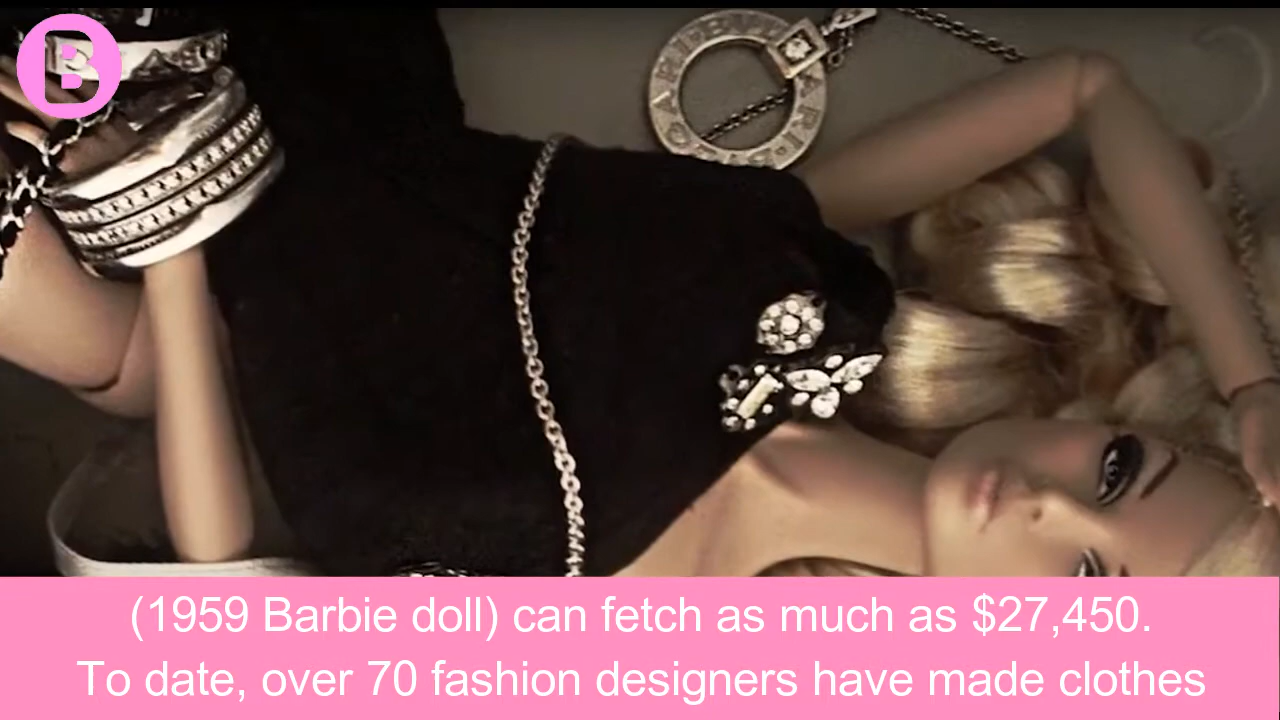 B
(1959 Barbie doll) can fetch as much as $27,450.
To date, over 70 fashion designers have made clothes